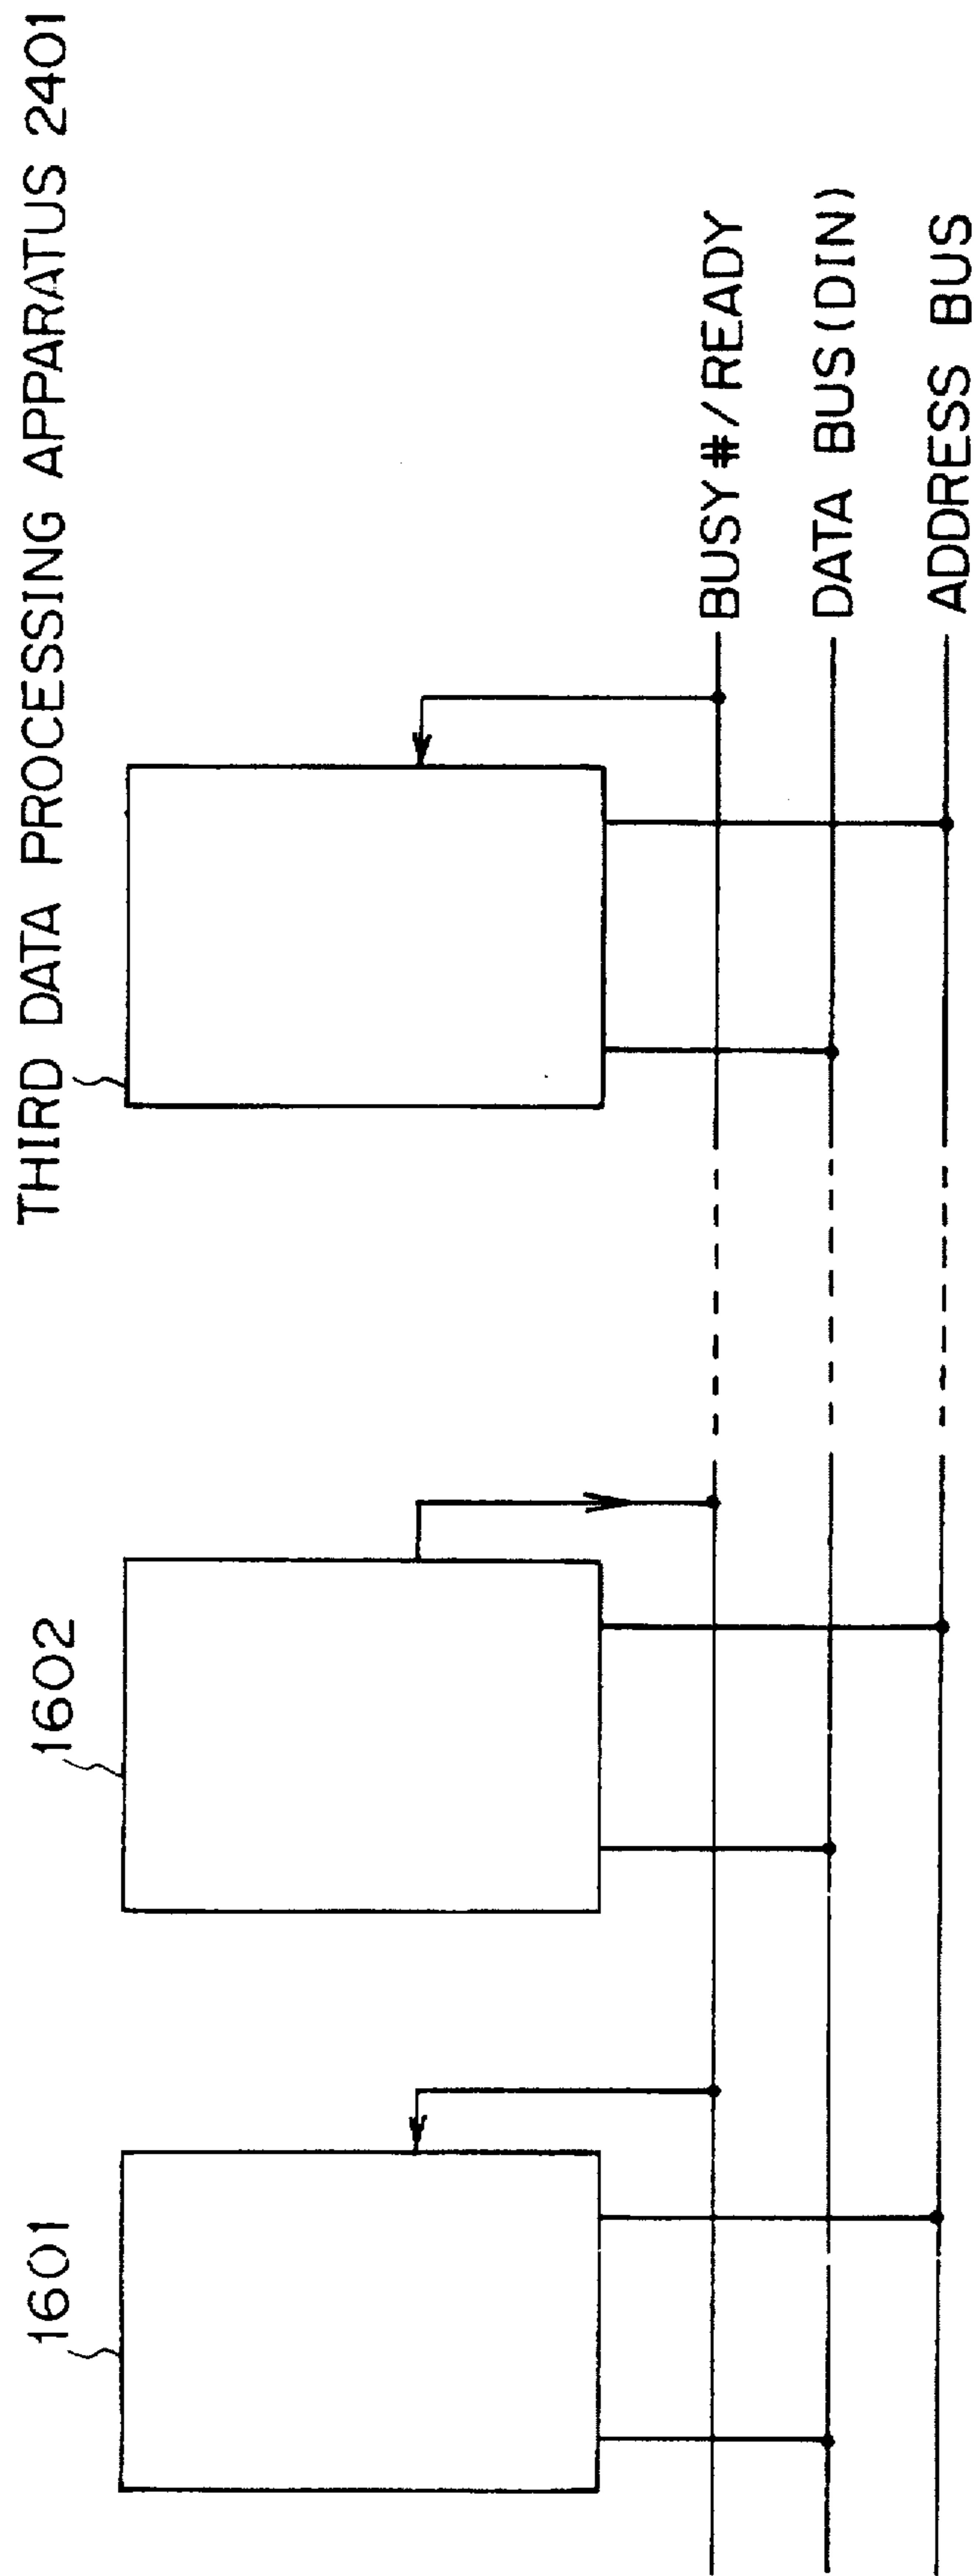 THIRD DATA PROCESSING APPARATUS 2401
1601
1602
BUSY#/READY
DATA BUS(DIN)
ADDRESS BUS